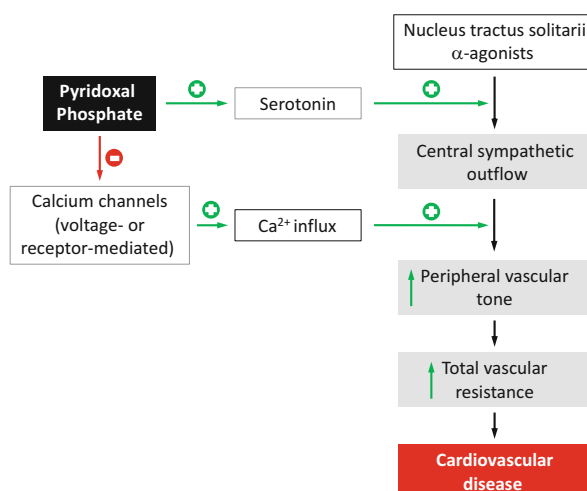 Nucleus tractus solitarii
α-agonists
Pyridoxal
Phosphate
Serotonin
Central sympathetic
outflow
Calcium channels
(voltage- or
receptor-mediated)
Ca²⁺ influx
Peripheral vascular
tone
Total vascular
resistance
Cardiovascular
disease